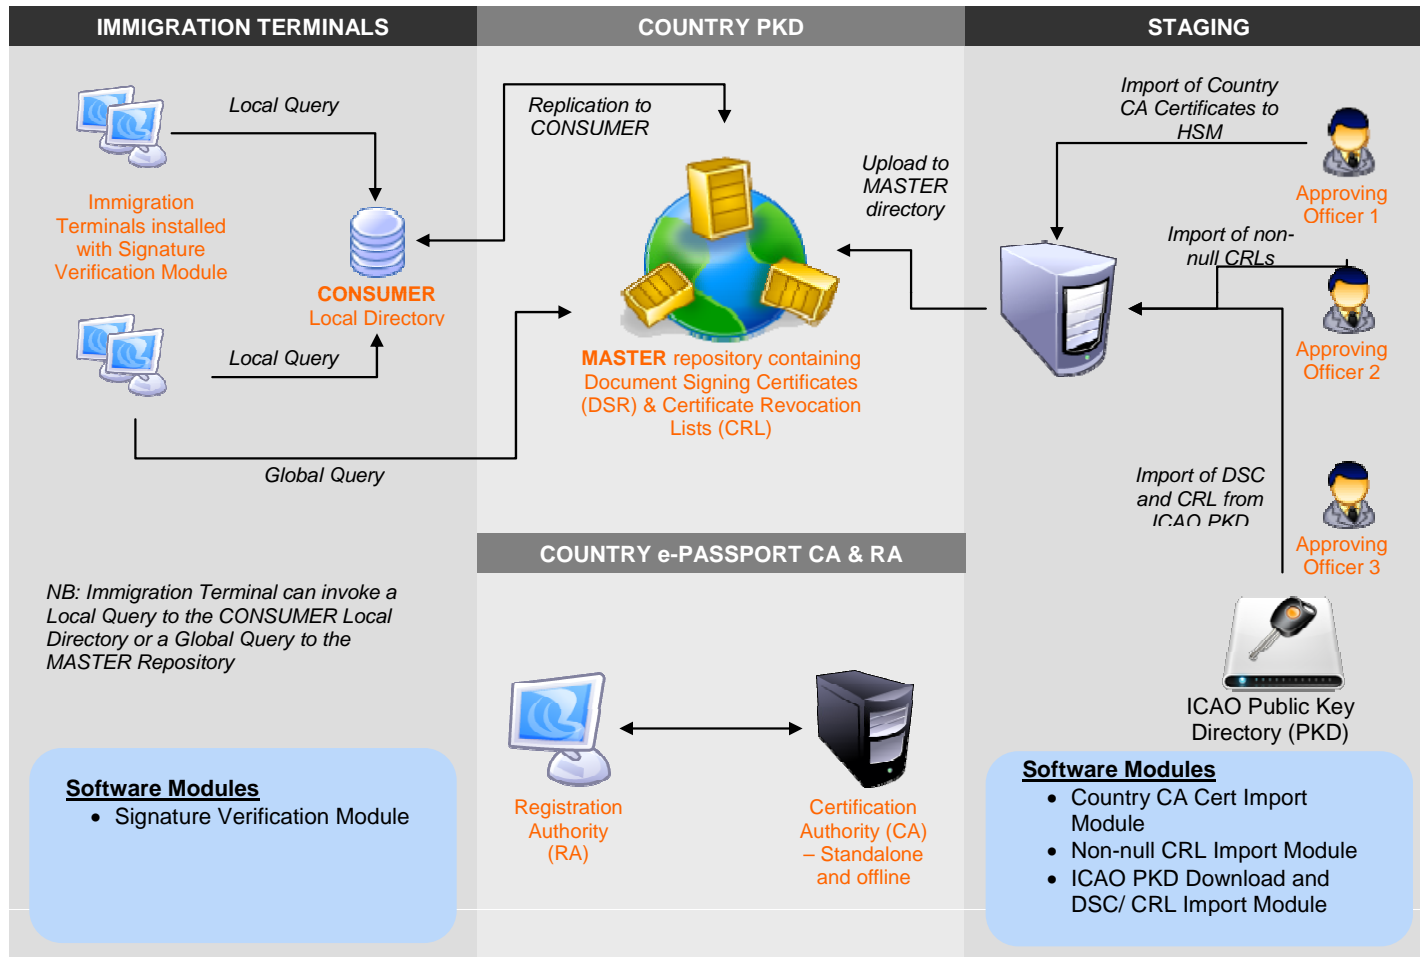 IMMIGRATION TERMINALS
COUNTRY PKD
STAGING
Local Query
Immigration
Terminals installed
with Signature
Verification Module
CONSUMER
Local Directory
Local Query
Global Query
NB: Immigration Terminal can invoke a
Local Query to the CONSUMER Local
Directory or a Global Query to the
MASTER Repository
Software Modules
• Signature Verification Module
Replication to
CONSUMER
MASTER repository containing
Document Signing Certificates
(DSR) & Certificate Revocation
Lists (CRL)
Upload to
MASTER
directory
COUNTRY e-PASSPORT CA & RA
Registration
Authority
(RA)
Certification
Authority (CA)
– Standalone
and offline
Import of Country
CA Certificates to
HSM
Approving
Officer 1
Import of non-
null CRLs
Approving
Officer 2
Import of DSC
and CRL from
ICAO PKD
Approving
Officer 3
ICAO Public Key
Directory (PKD)
Software Modules
• Country CA Cert Import
Module
• Non-null CRL Import Module
• ICAO PKD Download and
DSC/ CRL Import Module